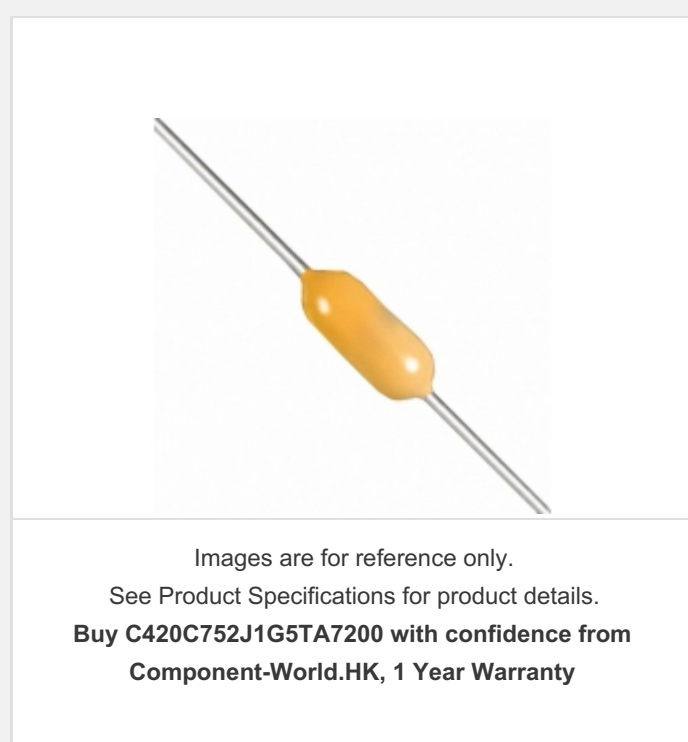 Images are for reference only.
See Product Specifications for product details.
Buy C420C752J1G5TA7200 with confidence from
Component-World.HK, 1 Year Warranty